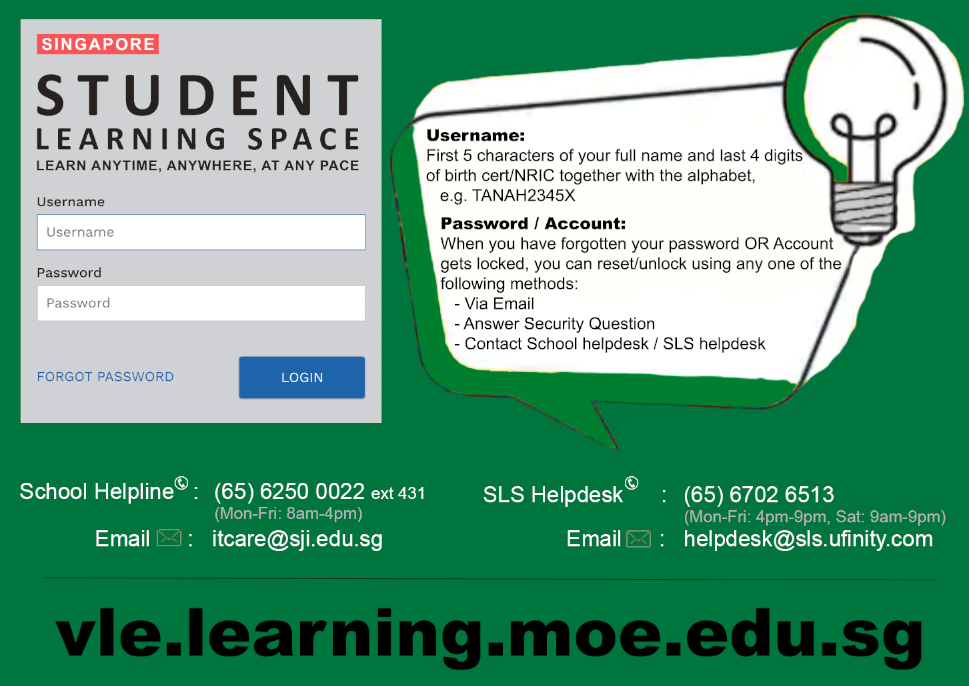 SINGAPORE
STUDENT
LEARNING SPACE
LEARN ANYTIME, ANYWHERE, AT ANY PACE
Username
Username
Password
Password
FORGOT PASSWORD
LOGIN
Username:
First 5 characters of your full name and last 4 digits
of birth cert/NRIC together with the alphabet,
e.g. TANAH2345X
Password / Account:
When you have forgotten your password OR Account
gets locked, you can reset/unlock using any one of the
following methods:
- Via Email
- Answer Security Question
- Contact School helpdesk / SLS helpdesk
School Helpline : (65) 6250 0022 ext 431
(Mon-Fri: 8am-4pm)
Email : itcare@sji.edu.sg
SLS Helpdesk : (65) 6702 6513
(Mon-Fri: 4pm-9pm, Sat: 9am-9pm)
Email : helpdesk@sls.ufinity.com
vle.learning.moe.edu.sg